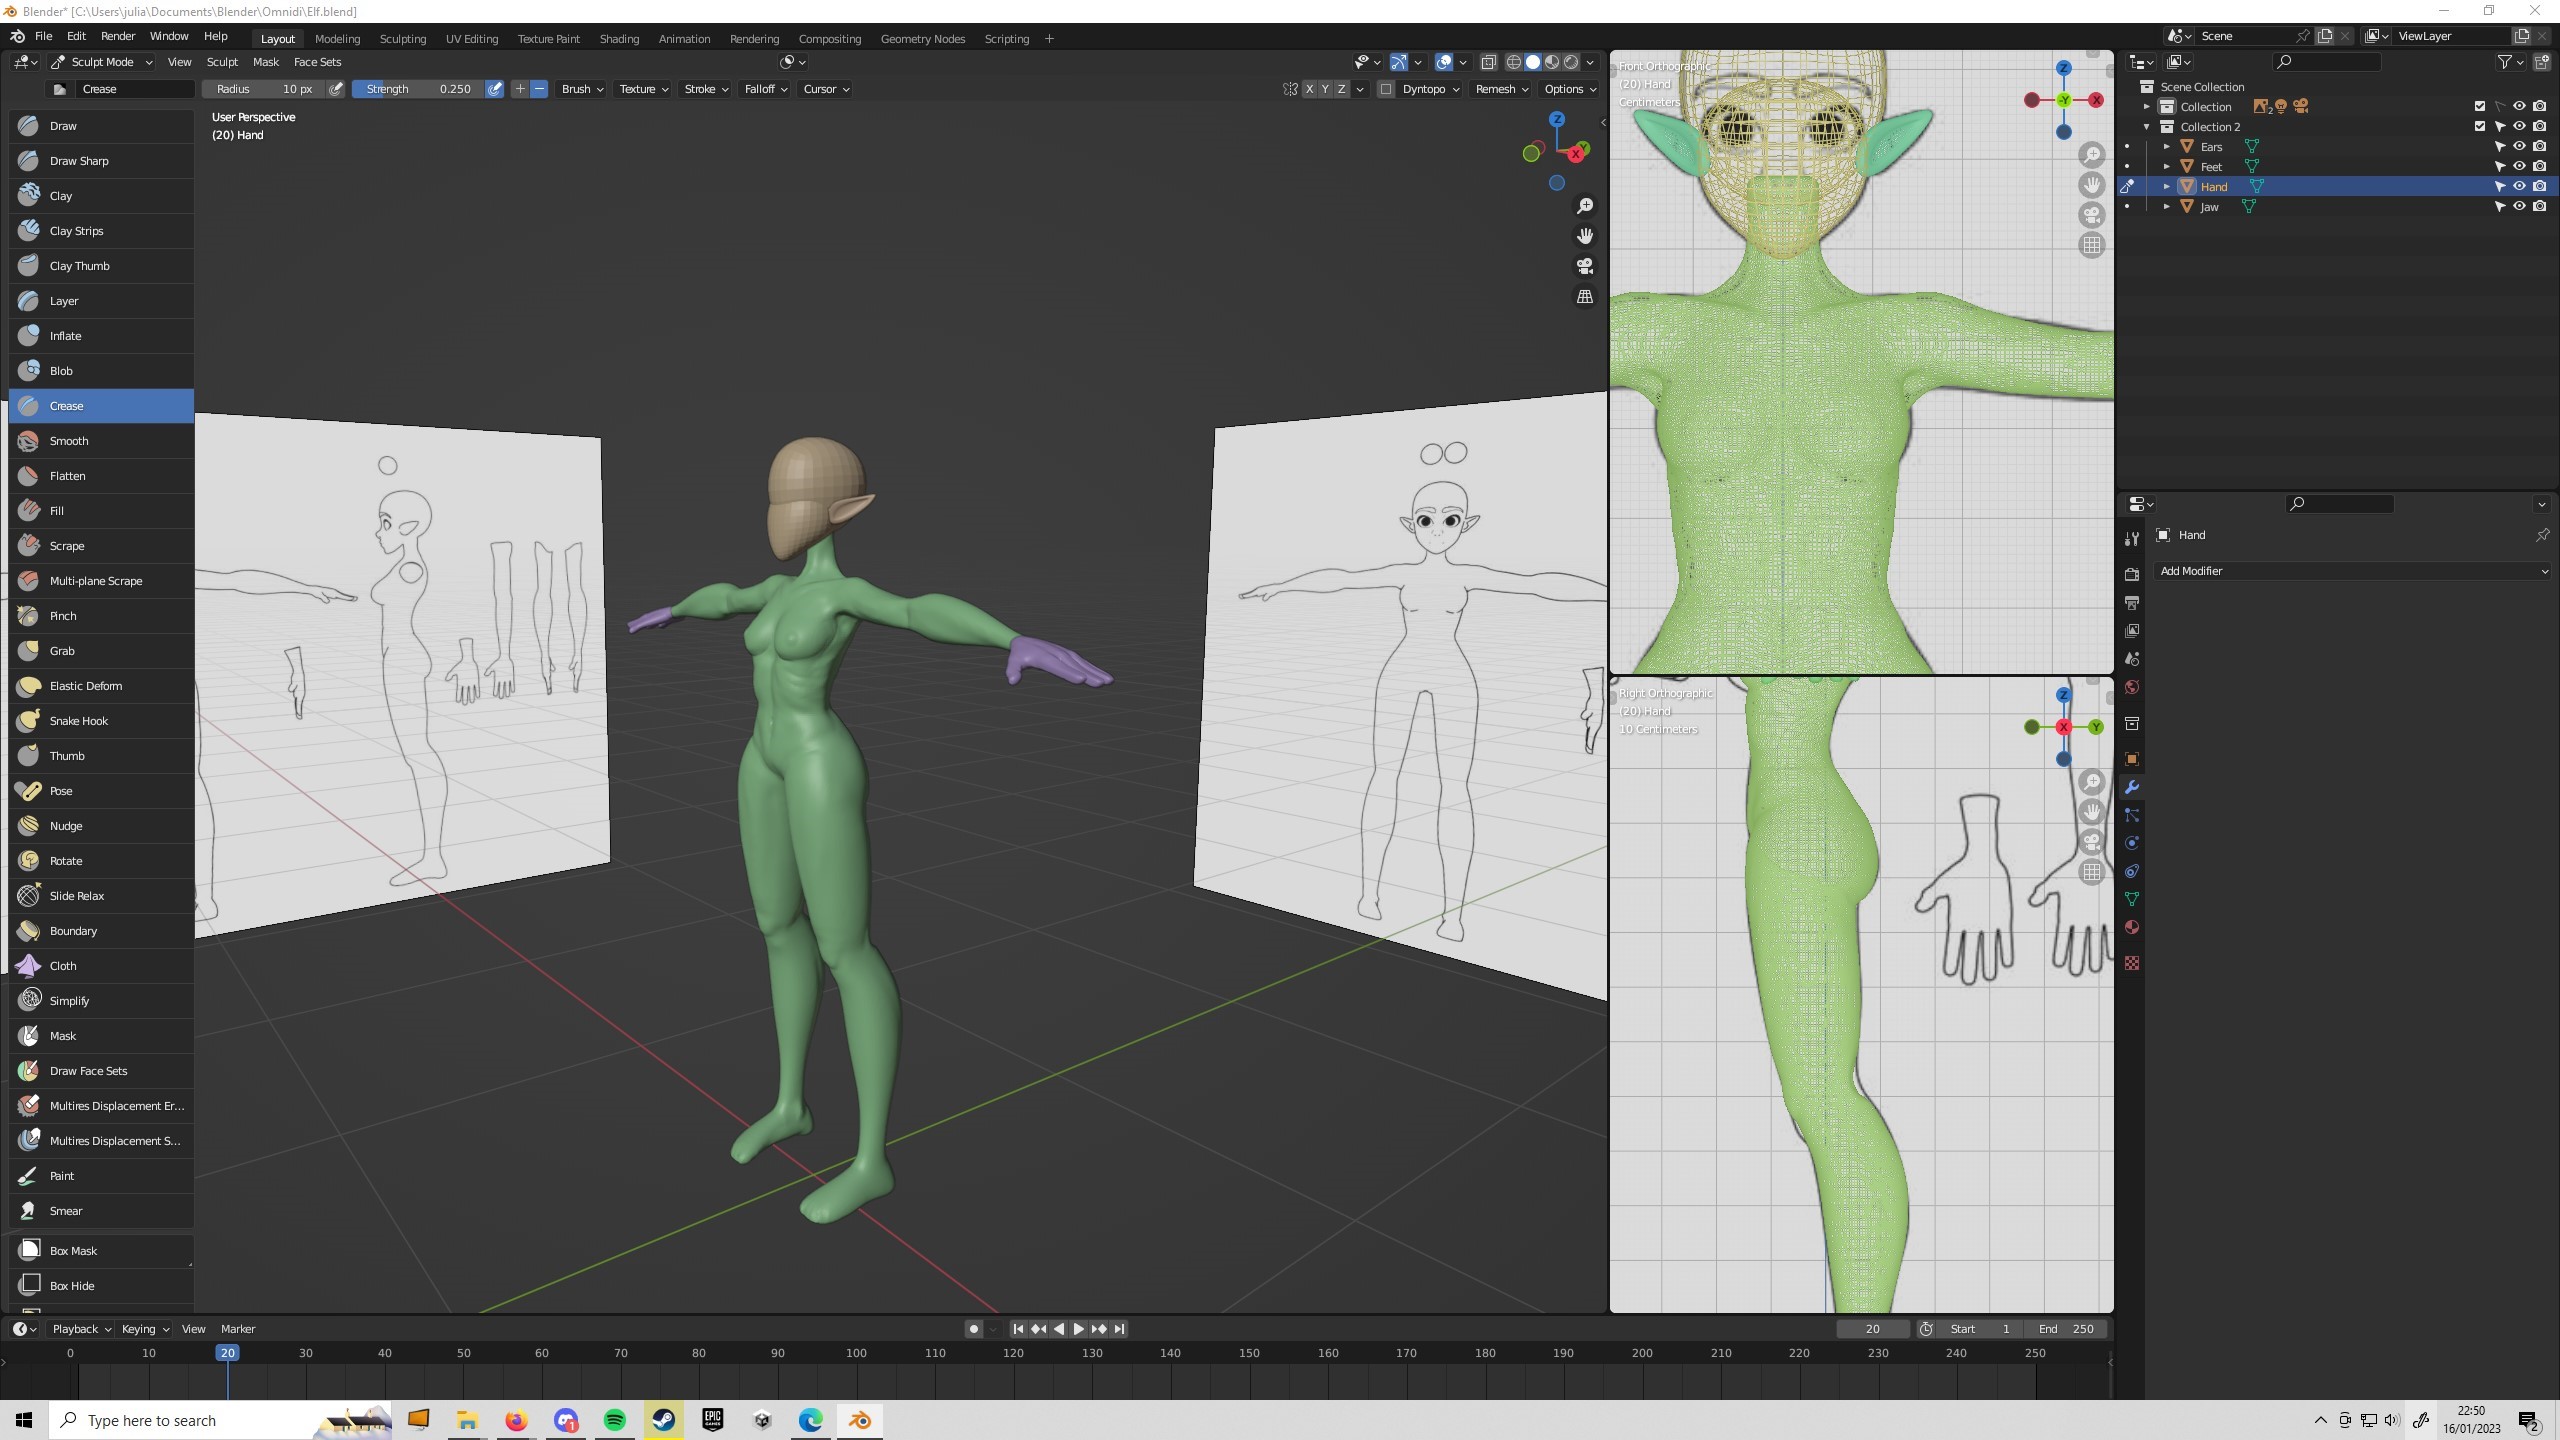 Blender* [C:\Users\julia\Documents\Blender\Omnidi\Elf.blend]
File Edit Render Window Help Layout Modeling Sculpting UV Editing Texture Paint Shading Animation Rendering Compositing Geometry Nodes Scripting + Scene ViewLayer
Sculpt Mode View Sculpt Mask Face Sets
Crease Radius 10 px Strength 0.250 Brush Texture Stroke Falloff Cursor X Y Z Dyntopo Remesh Options
User Perspective
(20) Hand
Draw
Draw Sharp
Clay
Clay Strips
Clay Thumb
Layer
Inflate
Blob
Crease
Smooth
Flatten
Fill
Scrape
Multi-plane Scrape
Pinch
Grab
Elastic Deform
Snake Hook
Thumb
Pose
Nudge
Rotate
Slide Relax
Boundary
Cloth
Simplify
Mask
Draw Face Sets
Multires Displacement Er...
Multires Displacement S...
Paint
Smear
Box Mask
Box Hide
Z
Y
X
Front Orthographic
(20) Hand
Centimeters
Z
-Y
X
Right Orthographic
(20) Hand
10 Centimeters
Z
X
Y
Scene Collection
Collection 2
Collection 2
Ears
Feet
Hand
Jaw
Hand
Add Modifier
Playback Keying View Marker 20 Start 1 End 250
0 10 20 30 40 50 60 70 80 90 100 110 120 130 140 150 160 170 180 190 200 210 220 230 240 250
Type here to search
1
EPIC GAMES
22:50
16/01/2023
2